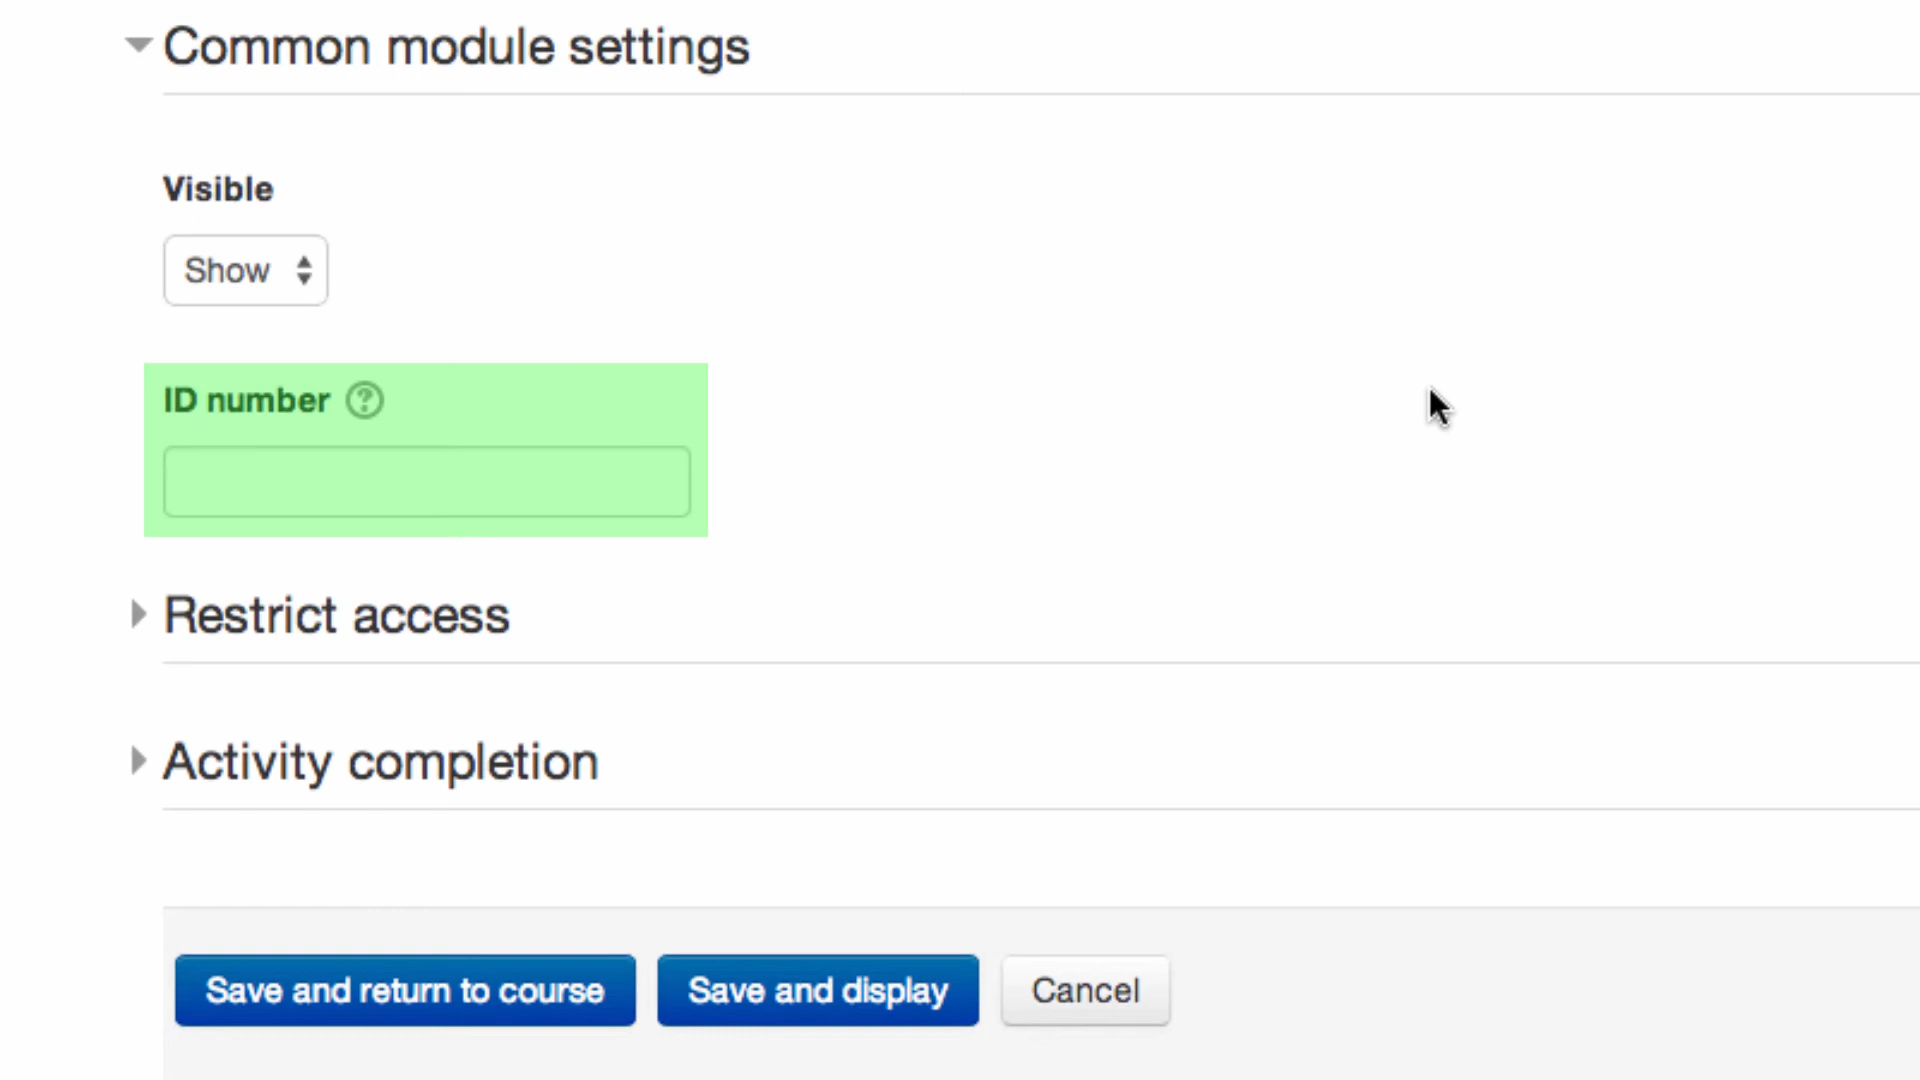 Common module settings
Visible
Show
ID number
Restrict access
Activity completion
Save and return to course
Save and display
Cancel